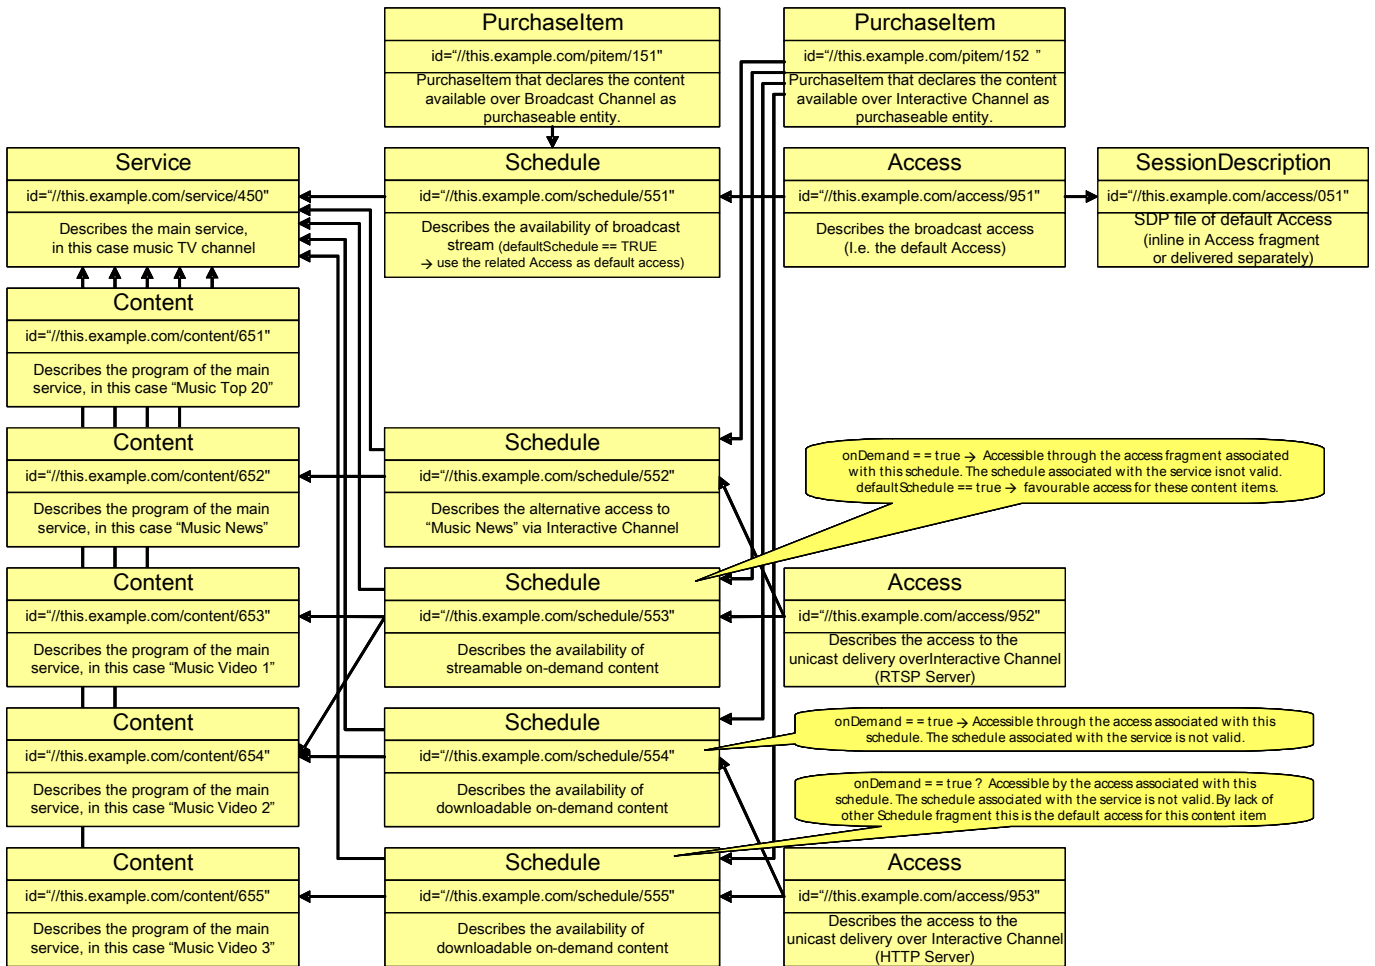 PurchaseItem
id="//this.example.com/pitem/151"
PurchaseItem that declares the content
available over Broadcast Channel as
purchaseable entity.
PurchaseItem
id="//this.example.com/pitem/152 "
PurchaseItem that declares the content
available over Interactive Channel as
purchaseable entity.
Service
id="//this.example.com/service/450"
Describes the main service,
in this case music TV channel
Schedule
id="//this.example.com/schedule/551"
Describes the availability of broadcast
stream (defaultSchedule == TRUE
→ use the related Access as default access)
Access
id="//this.example.com/access/951"
Describes the broadcast access
(I.e. the default Access)
SessionDescription
id="//this.example.com/access/051"
SDP file of default Access
(inline in Access fragment
or delivered separately)
Content
id="//this.example.com/content/651"
Describes the program of the main
service, in this case “Music Top 20”
Content
id="//this.example.com/content/652"
Describes the program of the main
service, in this case “Music News”
Schedule
id="//this.example.com/schedule/552"
Describes the alternative access to
“Music News” via Interactive Channel
onDemand == true → Accessible through the access fragment associated
with this schedule. The schedule associated with the service isnot valid.
defaultSchedule == true → favourable access for these content items.
Content
id="//this.example.com/content/653"
Describes the program of the main
service, in this case “Music Video 1”
Schedule
id="//this.example.com/schedule/553"
Describes the availability of
streamable on-demand content
Access
id="//this.example.com/access/952"
Describes the access to the
unicast delivery overInteractive Channel
(RTSP Server)
Content
id="//this.example.com/content/654"
Describes the program of the main
service, in this case “Music Video 2”
Schedule
id="//this.example.com/schedule/554"
Describes the availability of
downloadable on-demand content
onDemand == true → Accessible through the access associated with this
schedule. The schedule associated with the service is not valid.
onDemand == true ? Accessible by the access associated with this
schedule. The schedule associated with the service is not valid. By lack of
other Schedule fragment this is the default access for this content item
Content
id="//this.example.com/content/655"
Describes the program of the main
service, in this case “Music Video 3”
Schedule
id="//this.example.com/schedule/555"
Describes the availability of
downloadable on-demand content
Access
id="//this.example.com/access/953"
Describes the access to the
unicast delivery over Interactive Channel
(HTTP Server)